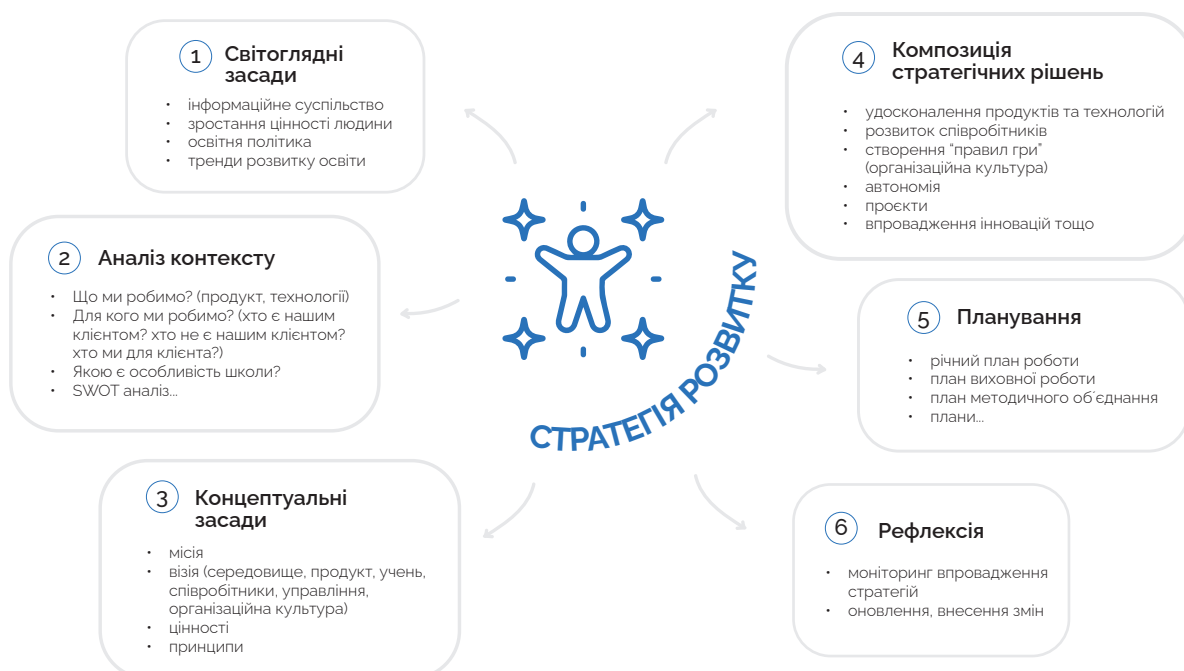 1 Світоглядні
засади
• інформаційне суспільство
• зростання цінності людини
• освітня політика
• тренди розвитку освіти
2 Аналіз контексту
• Що ми робимо? (продукт, технології)
• Для кого ми робимо? (хто є нашим
клієнтом? хто не є нашим клієнтом?
хто ми для клієнта?)
• Якою є особливість школи?
• SWOT аналіз...
3 Концептуальні
засади
• місія
• візія (середовище, продукт, учень,
співробітники, управління,
організаційна культура)
• цінності
• принципи
СТРАТЕГІЯ РОЗВИТКУ
4 Композиція
стратегічних рішень
• удосконалення продуктів та технологій
• розвиток співробітників
• створення “правил гри”
(організаційна культура)
• автономія
• проєкти
• впровадження інновацій тощо
5 Планування
• річний план роботи
• план виховної роботи
• план методичного об´єднання
• плани...
6 Рефлексія
• моніторинг впровадження
стратегій
• оновлення, внесення змін